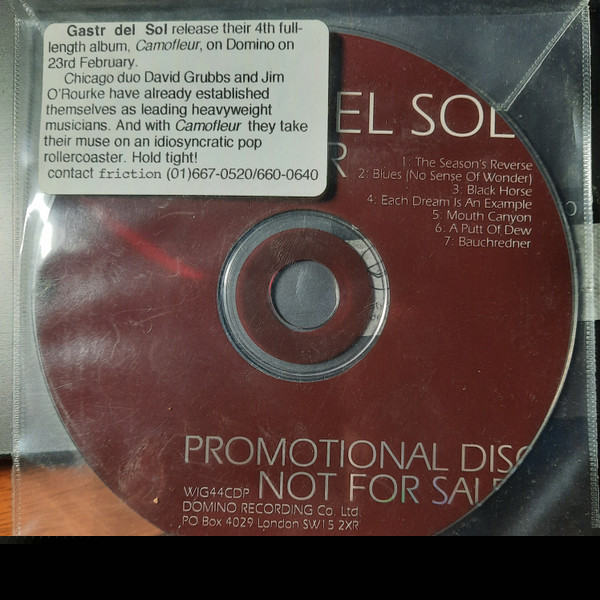 Gastr del Sol release their 4th full-
length album, Camofleur, on Domino on
23rd February.
Chicago duo David Grubbs and Jim
O'Rourke have already established
themselves as leading heavyweight
musicians. And with Camofleur they take
their muse on an idiosyncratic pop
rollercoaster. Hold tight!
contact friction (01)667-0520/660-0640
EL SOL
R
1: The Season's Reverse
2: Blues (No Sense Of Wonder)
3: Black Horse
4: Each Dream Is An Example
5: Mouth Canyon
6: A Putt Of Dew
7: Bauchredner
PROMOTIONAL DISC
NOT FOR SALE
WIG44CDP
DOMINO RECORDING Co. Ltd.
PO Box 4029 London SW15 2XR